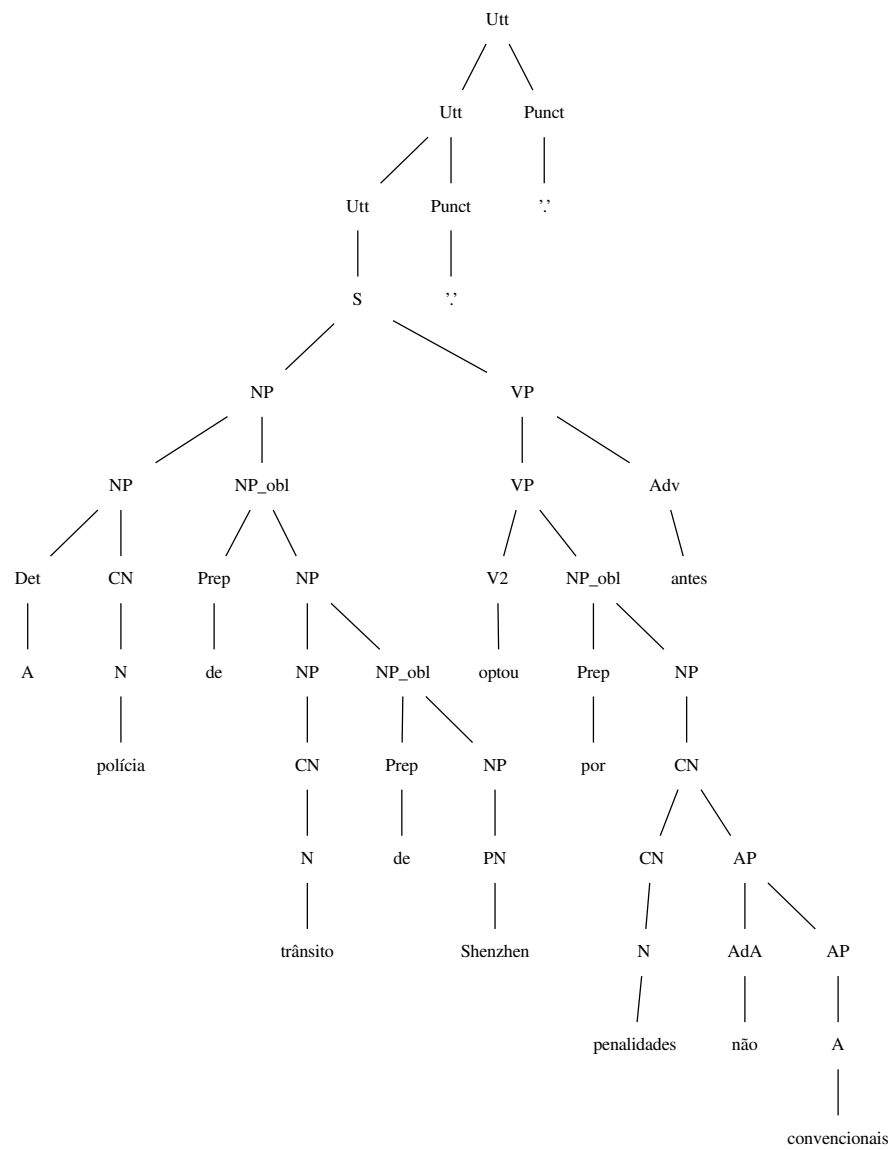 Utt
Utt Punct
Utt Punct '.'
S '.'
NP VP
NP NP_obl VP Adv
Det CN Prep NP V2 NP_obl antes
A N de NP NP_obl optou Prep NP
polícia CN Prep NP por CN
N de PN CN AP
trânsito Shenzhen N AdA AP
penalidades não A
convencionais